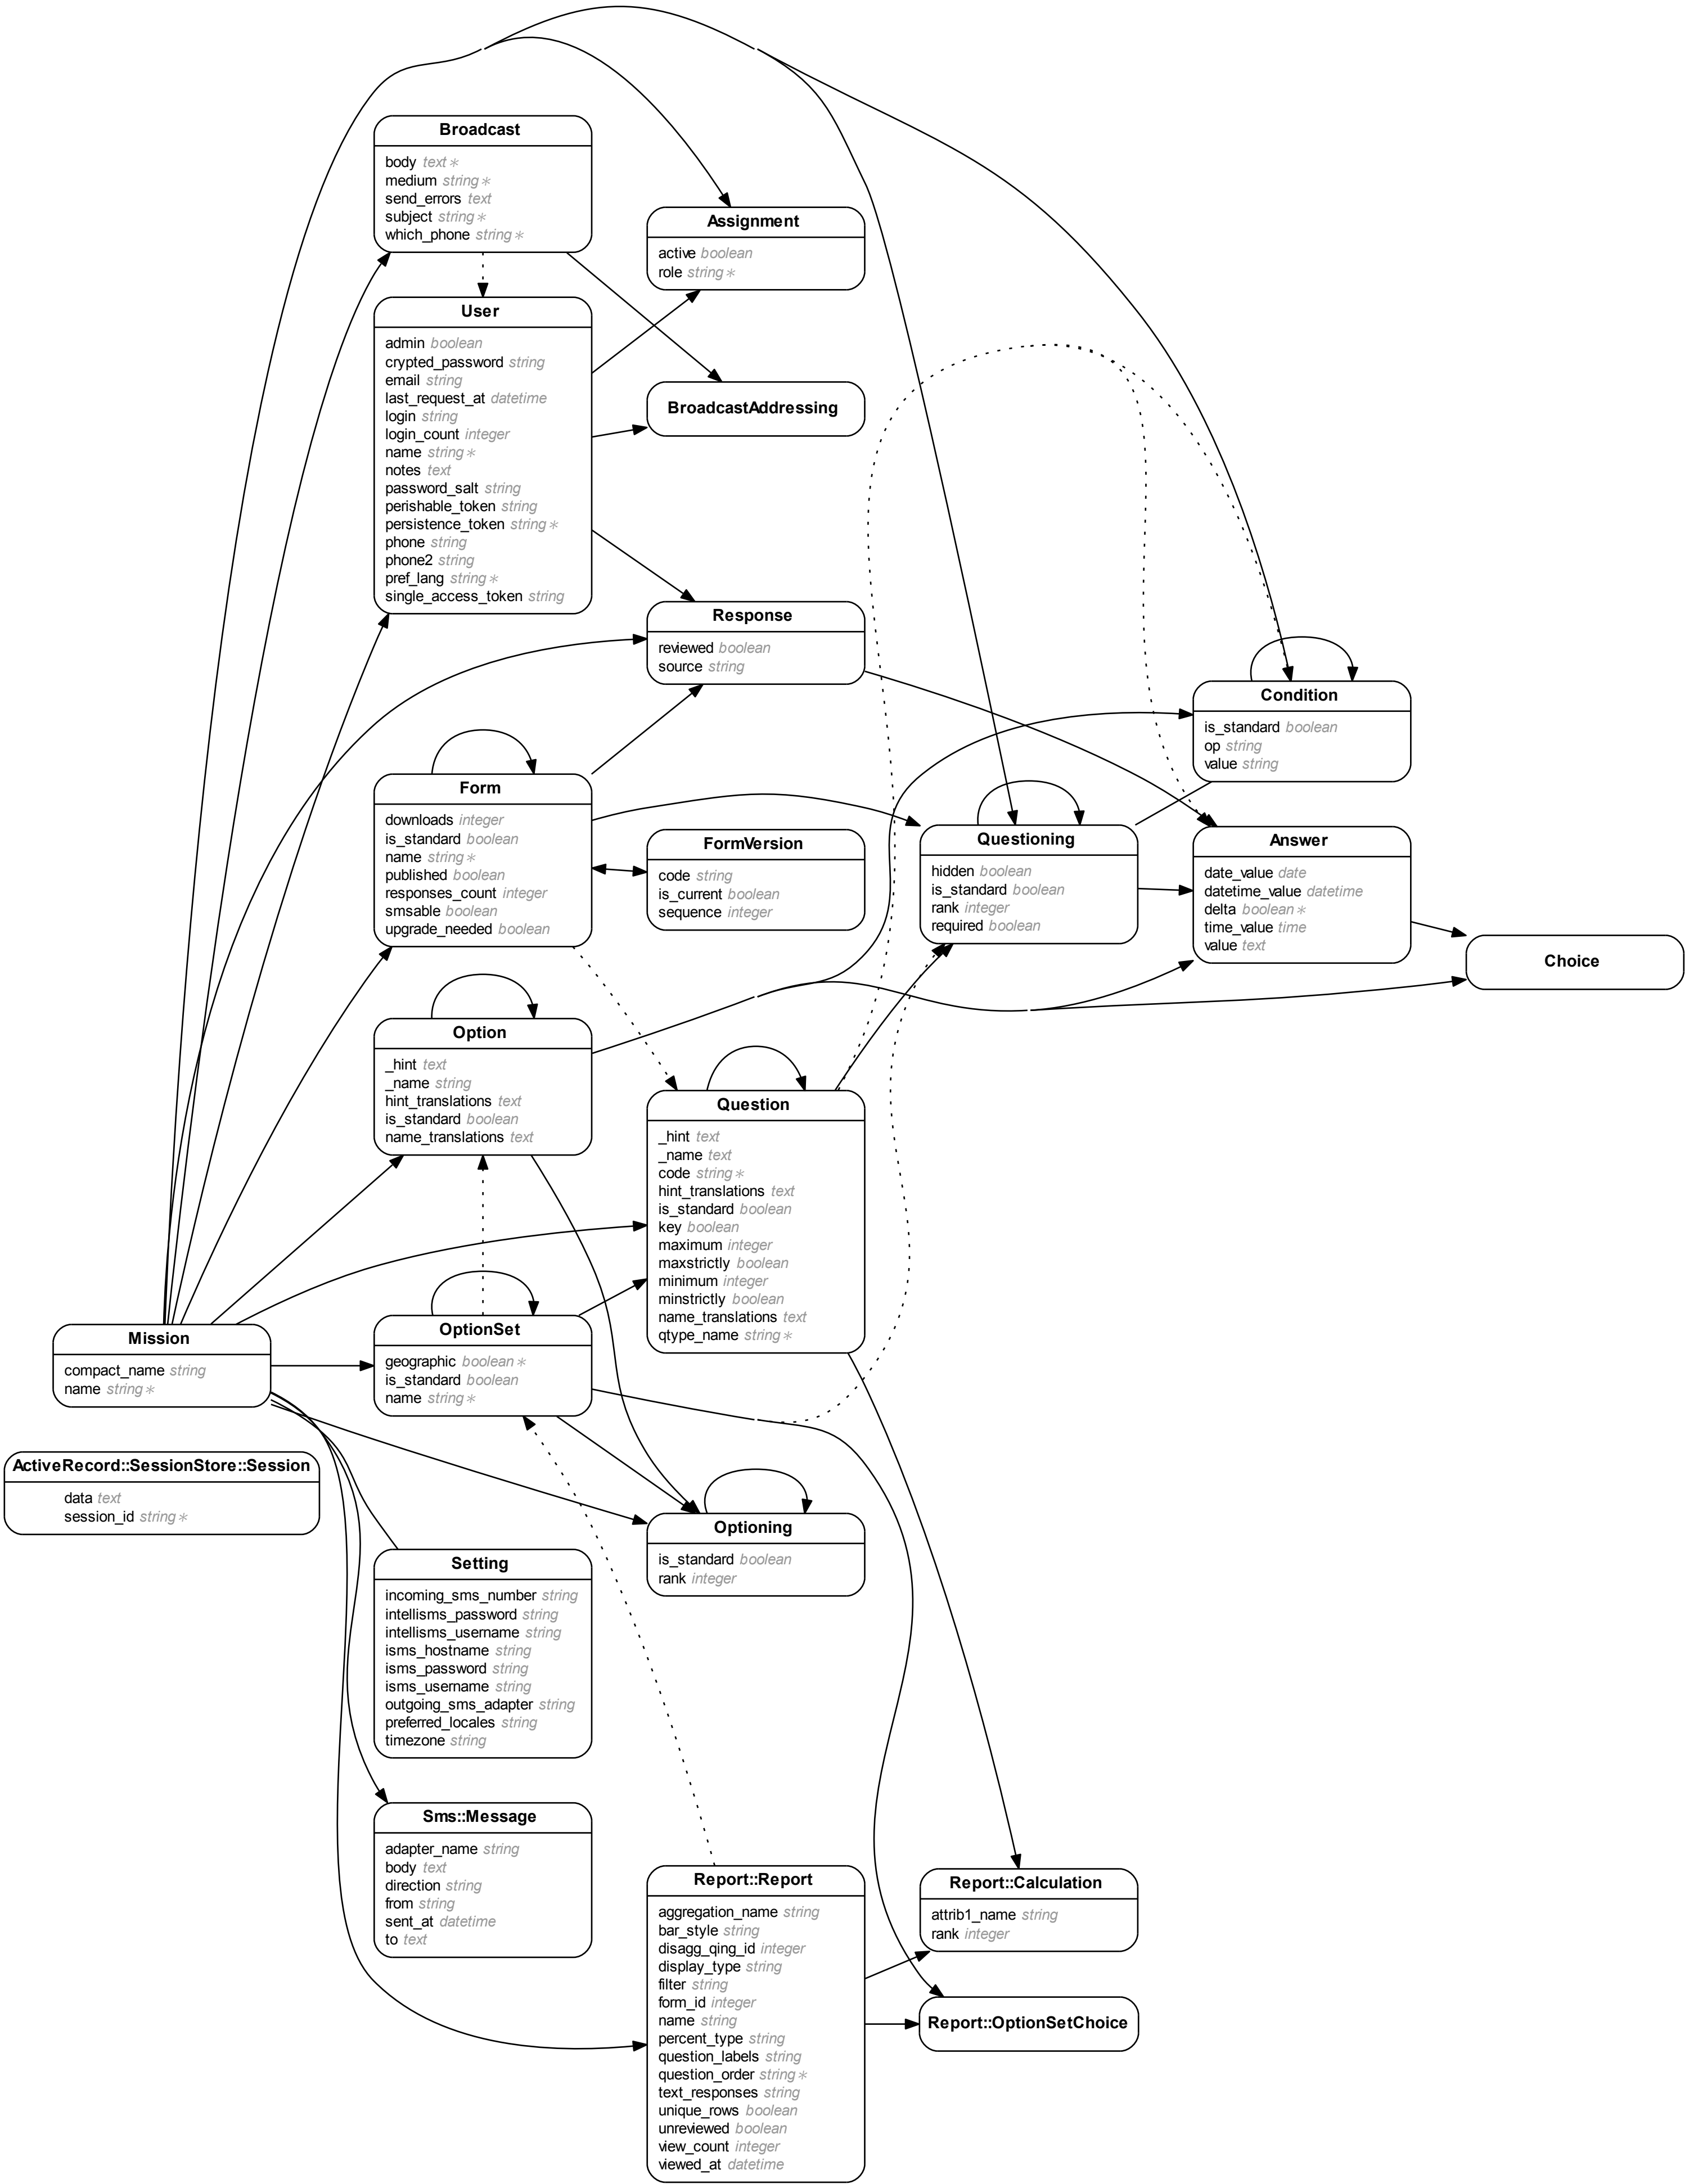 Broadcast
body text ∗
medium string ∗
send_errors text
subject string ∗
which_phone string ∗
Assignment
active boolean
role string ∗
User
admin boolean
crypted_password string
email string
last_request_at datetime
login string
login_count integer
name string ∗
notes text
password_salt string
perishable_token string
persistence_token string ∗
phone string
phone2 string
pref_lang string ∗
single_access_token string
BroadcastAddressing
Response
reviewed boolean
source string
Condition
is_standard boolean
op string
value string
Form
downloads integer
is_standard boolean
name string ∗
published boolean
responses_count integer
smsable boolean
upgrade_needed boolean
FormVersion
code string
is_current boolean
sequence integer
Questioning
hidden boolean
is_standard boolean
rank integer
required boolean
Answer
date_value date
datetime_value datetime
delta boolean ∗
time_value time
value text
Choice
Option
_hint text
_name string
hint_translations text
is_standard boolean
name_translations text
Question
_hint text
_name text
code string ∗
hint_translations text
is_standard boolean
key boolean
maximum integer
maxstrictly boolean
minimum integer
minstrictly boolean
name_translations text
qtype_name string ∗
Mission
compact_name string
name string ∗
OptionSet
geographic boolean ∗
is_standard boolean
name string ∗
ActiveRecord::SessionStore::Session
data text
session_id string ∗
Optioning
is_standard boolean
rank integer
Setting
incoming_sms_number string
intellisms_password string
intellisms_username string
isms_hostname string
isms_password string
isms_username string
outgoing_sms_adapter string
preferred_locales string
timezone string
Sms::Message
adapter_name string
body text
direction string
from string
sent_at datetime
to text
Report::Report
aggregation_name string
bar_style string
disagg_qing_id integer
display_type string
filter string
form_id integer
name string
percent_type string
question_labels string
question_order string ∗
text_responses string
unique_rows boolean
unreviewed boolean
view_count integer
viewed_at datetime
Report::Calculation
attrib1_name string
rank integer
Report::OptionSetChoice